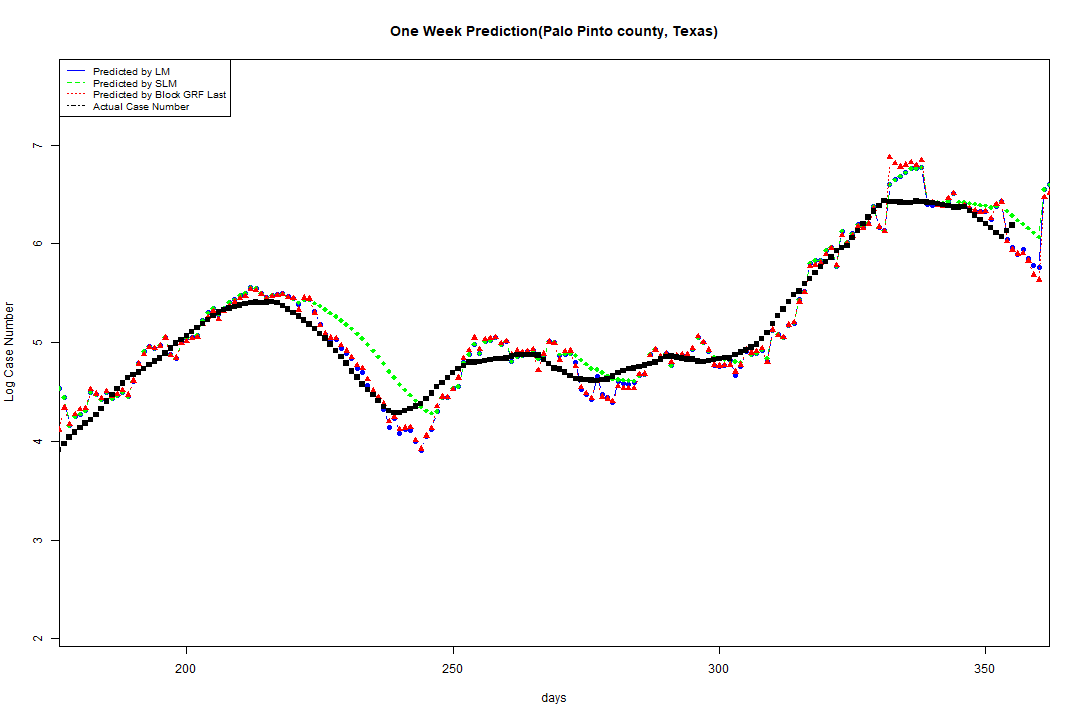 One Week Prediction(Palo Pinto county, Texas)
Predicted by LM
Predicted by SLM
Predicted by Block GRF Last
Actual Case Number
7
6
5
4
3
2
Log Case Number
200 250 300 350
days